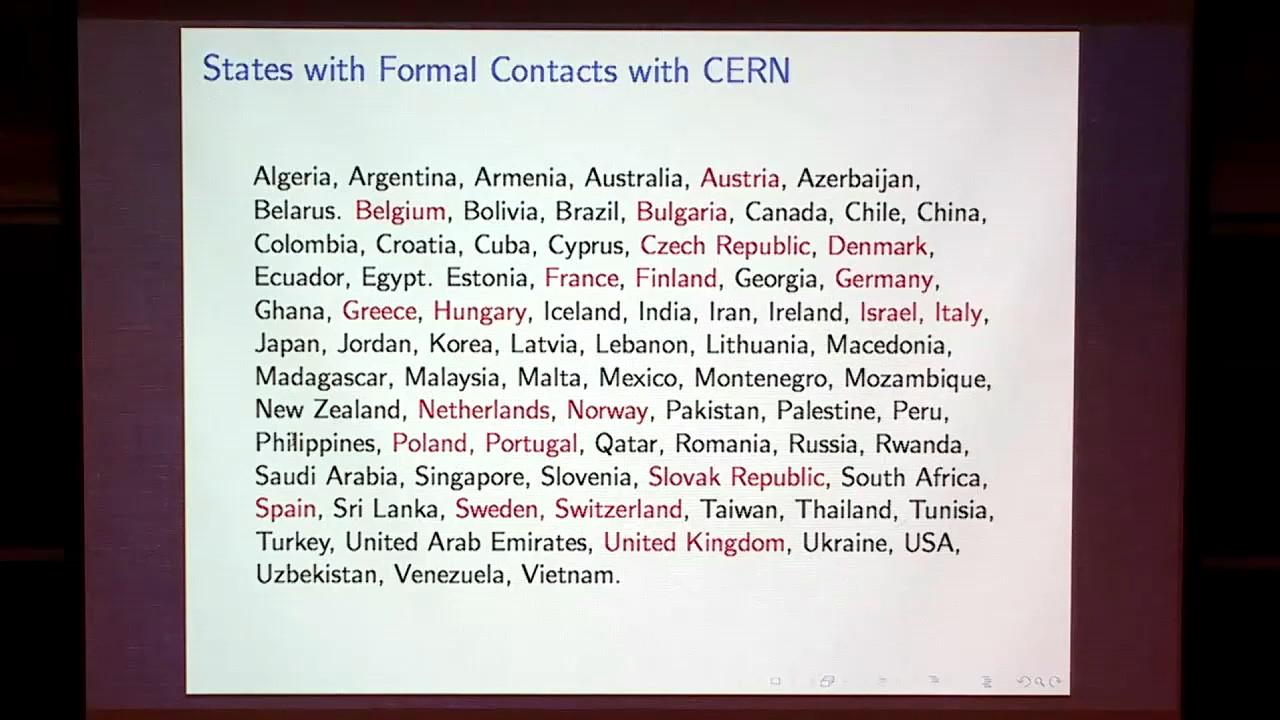 States with Formal Contacts with CERN
Algeria, Argentina, Armenia, Australia, Austria, Azerbaijan,
Belarus. Belgium, Bolivia, Brazil, Bulgaria, Canada, Chile, China,
Colombia, Croatia, Cuba, Cyprus, Czech Republic, Denmark,
Ecuador, Egypt. Estonia, France, Finland, Georgia, Germany,
Ghana, Greece, Hungary, Iceland, India, Iran, Ireland, Israel, Italy,
Japan, Jordan, Korea, Latvia, Lebanon, Lithuania, Macedonia,
Madagascar, Malaysia, Malta, Mexico, Montenegro, Mozambique,
New Zealand, Netherlands, Norway, Pakistan, Palestine, Peru,
Philippines, Poland, Portugal, Qatar, Romania, Russia, Rwanda,
Saudi Arabia, Singapore, Slovenia, Slovak Republic, South Africa,
Spain, Sri Lanka, Sweden, Switzerland, Taiwan, Thailand, Tunisia,
Turkey, United Arab Emirates, United Kingdom, Ukraine, USA,
Uzbekistan, Venezuela, Vietnam.